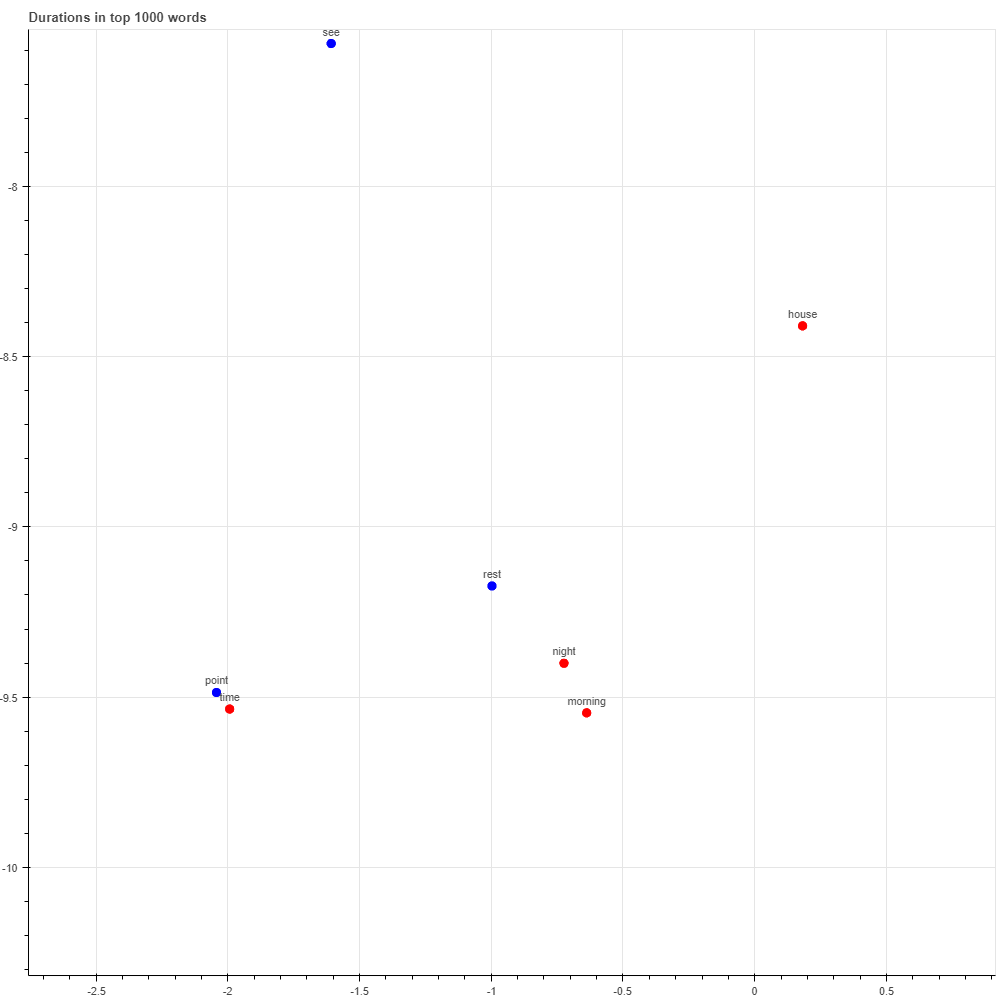 Durations in top 1000 words
see
-8
house
-8.5
-9
rest
night
point
time
-9.5
morning
-10
-2.5 -2 -1.5 -1 -0.5 0 0.5